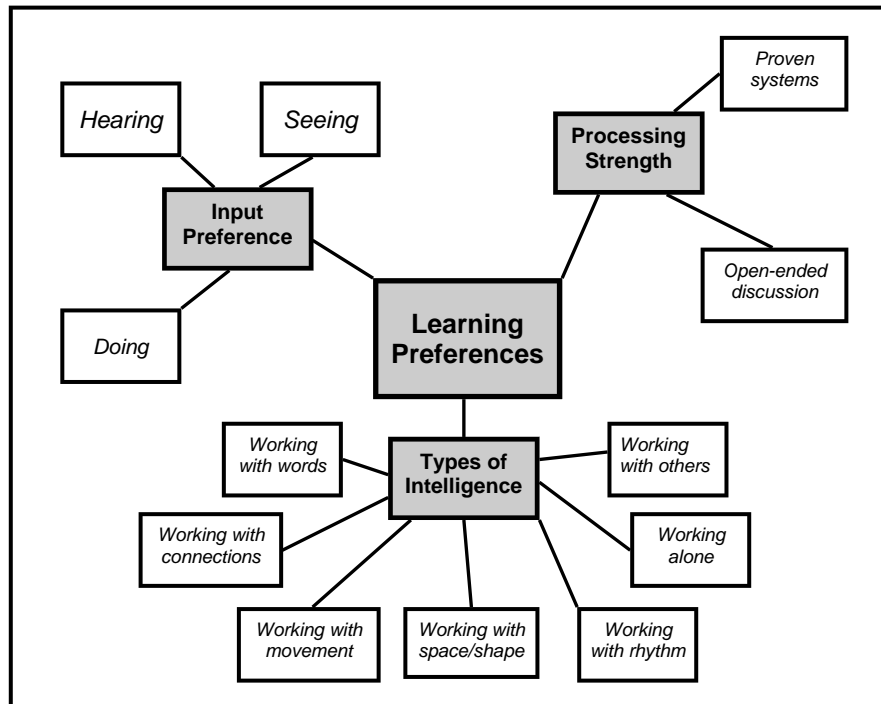 Proven
systems
Hearing
Seeing
Processing
Strength
Input
Preference
Open-ended
discussion
Learning
Preferences
Doing
Working
with words
Types of
Intelligence
Working
with others
Working with
connections
Working
alone
Working with
movement
Working with
space/shape
Working
with rhythm